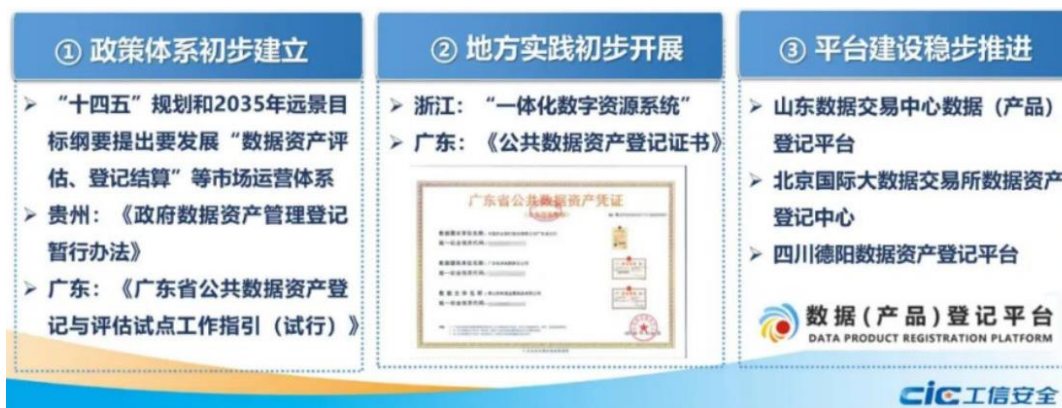 ① 政策体系初步建立
➢ “十四五”规划和2035年远景目
标纲要提出要发展“数据资产评
估、登记结算”等市场运营体系
➢ 贵州：《政府数据资产管理登记
暂行办法》
➢ 广东：《广东省公共数据资产登
记与评估试点工作指引（试行）》
② 地方实践初步开展
➢ 浙江：“一体化数字资源系统”
➢ 广东：《公共数据资产登记证书》
广东省公共数据资产凭证
③ 平台建设稳步推进
➢ 山东数据交易中心数据（产品）
登记平台
➢ 北京国际大数据交易所数据资产
登记中心
➢ 四川德阳数据资产登记平台
数据(产品)登记平台
DATA PRODUCT REGISTRATION PLATFORM
CIC工信安全